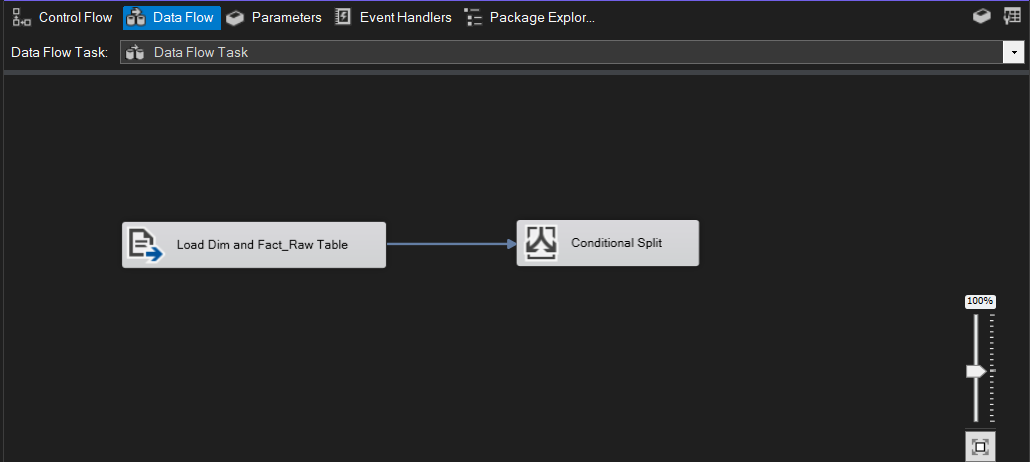 Control Flow Data Flow Parameters Event Handlers Package Explor...
Data Flow Task: Data Flow Task
Load Dim and Fact_Raw Table Conditional Split
100%